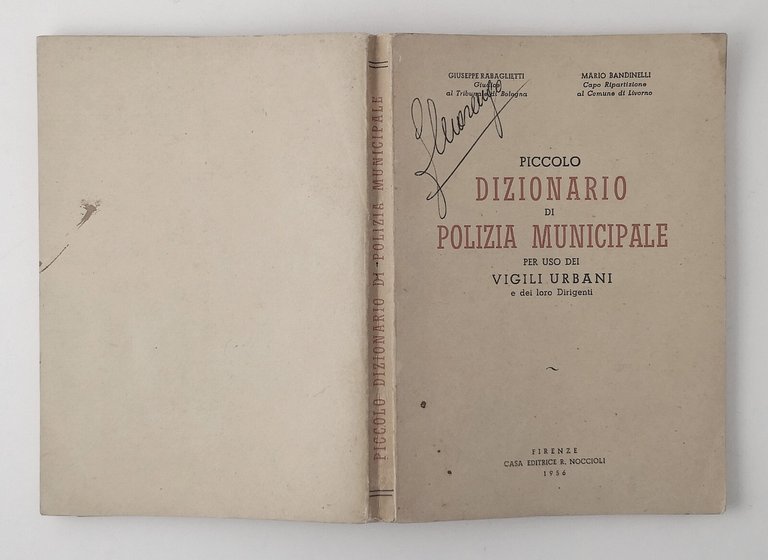 PICCOLO DIZIONARIO DI POLIZIA MUNICIPALE
GIUSEPPE RABAGLIETTI
Giudice
al Tribunale di Bologna
MARIO BANDINELLI
Capo Ripartizione
al Comune di Livorno
PICCOLO
DIZIONARIO
DI
POLIZIA MUNICIPALE
PER USO DEI
VIGILI URBANI
e dei loro Dirigenti
FIRENZE
CASA EDITRICE R. NOCCIOLI
1956